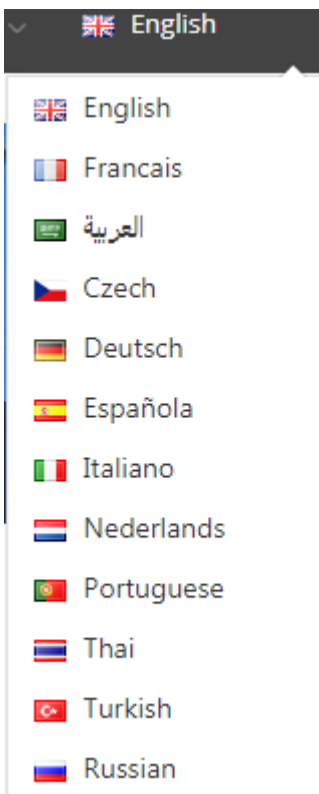 English
English
Francais
العربية
Czech
Deutsch
Española
Italiano
Nederlands
Portuguese
Thai
Turkish
Russian